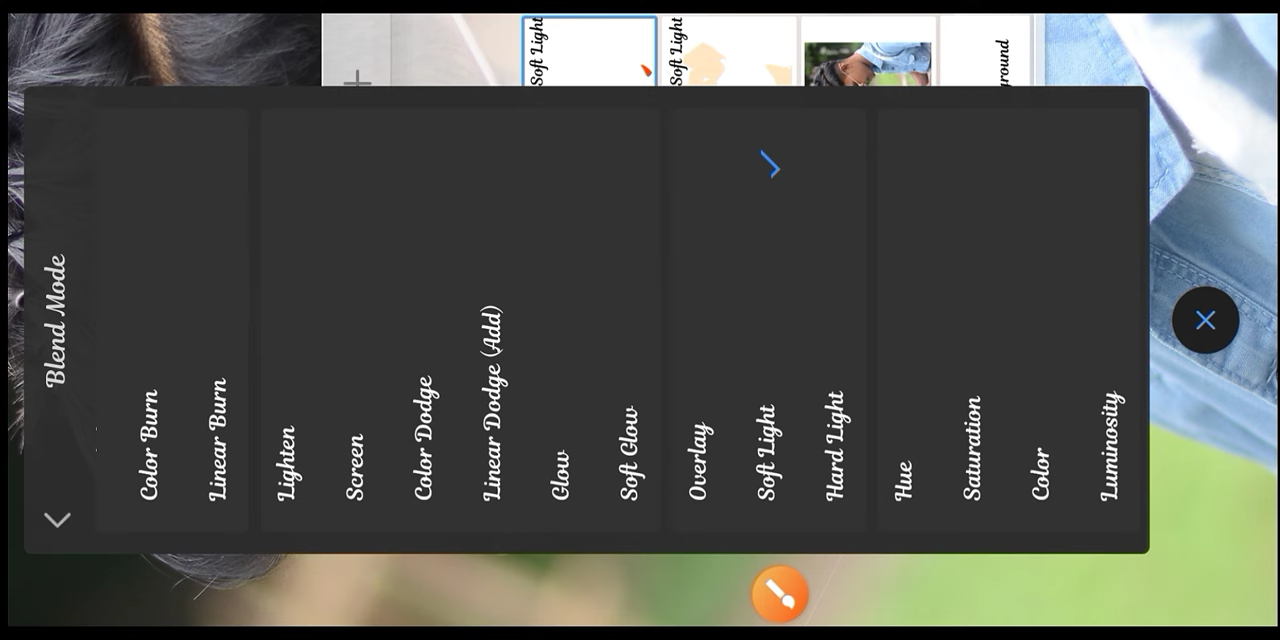 Soft Light
Soft Light
ground
Blend Mode
Color Burn
Linear Burn
Lighten
Screen
Color Dodge
Linear Dodge (Add)
Glow
Soft Glow
Overlay
Soft Light
Hard Light
Hue
Saturation
Color
Luminosity